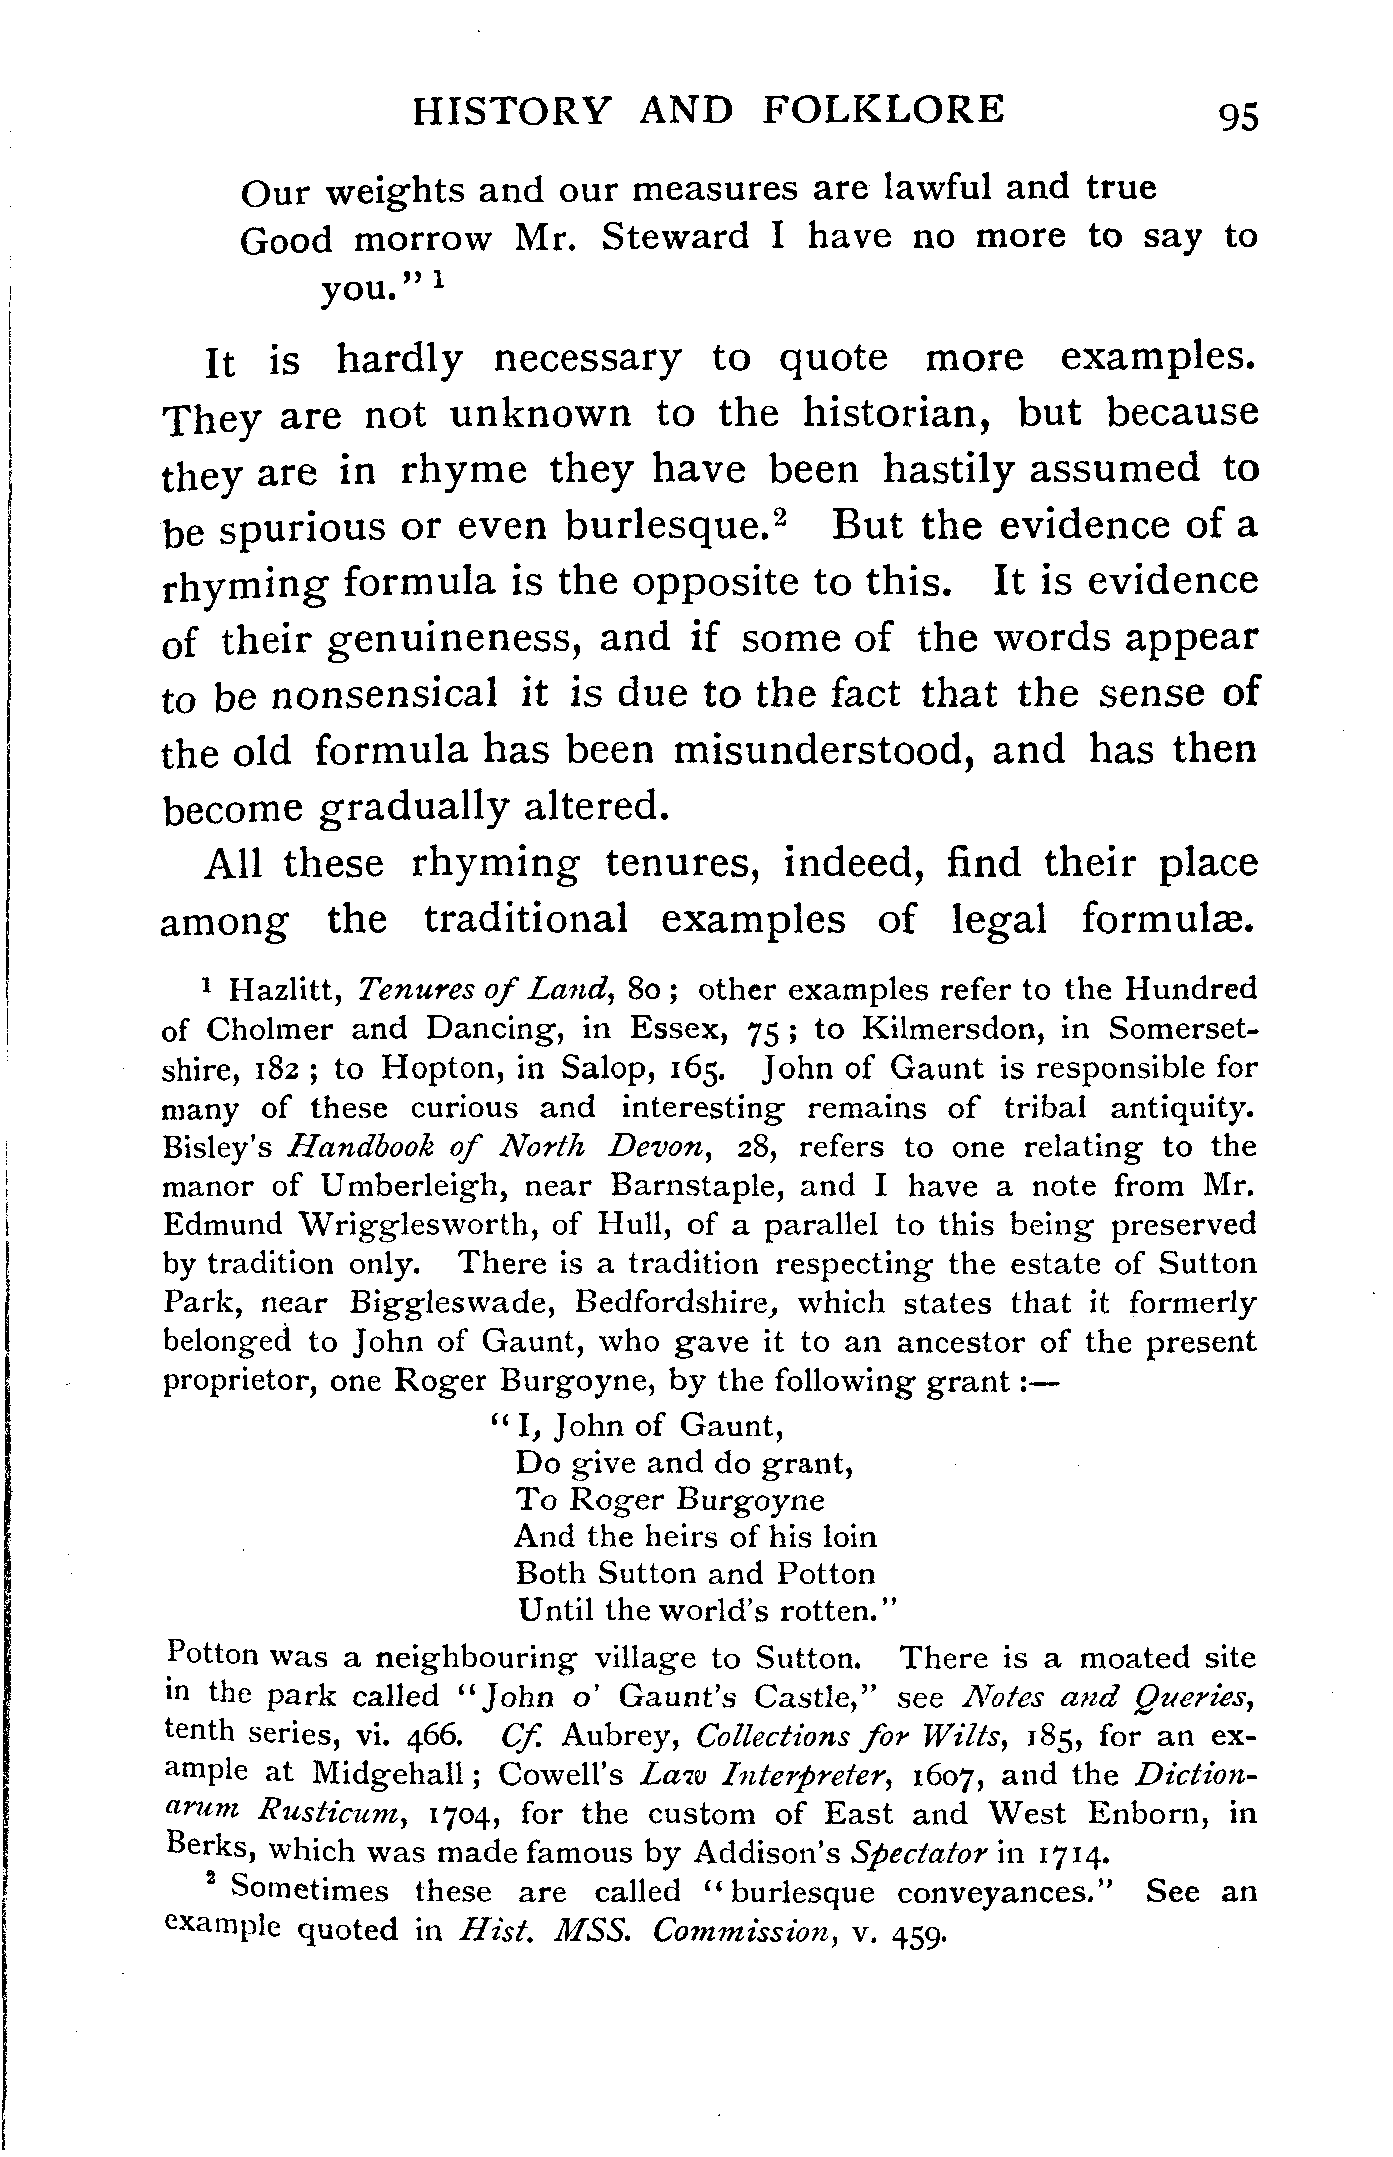 HISTORY AND FOLKLORE 95
Our weights and our measures are lawful and true
Good morrow Mr. Steward I have no more to say to
you." 1
It is hardly necessary to quote more examples.
They are not unknown to the historian, but because
they are in rhyme they have been hastily assumed to
be spurious or even burlesque.2 But the evidence of a
rhyming formula is the opposite to this. It is evidence
of their genuineness, and if some of the words appear
to be nonsensical it is due to the fact that the sense of
the old formula has been misunderstood, and has then
become gradually altered.
All these rhyming tenures, indeed, find their place
among the traditional examples of legal formulæ.
1 Hazlitt, Tenures of Land, 80; other examples refer to the Hundred
of Cholmer and Dancing, in Essex, 75; to Kilmersdon, in Somerset-
shire, 182; to Hopton, in Salop, 165. John of Gaunt is responsible for
many of these curious and interesting remains of tribal antiquity.
Bisley's Handbook of North Devon, 28, refers to one relating to the
manor of Umberleigh, near Barnstaple, and I have a note from Mr.
Edmund Wrigglesworth, of Hull, of a parallel to this being preserved
by tradition only. There is a tradition respecting the estate of Sutton
Park, near Biggleswade, Bedfordshire, which states that it formerly
belonged to John of Gaunt, who gave it to an ancestor of the present
proprietor, one Roger Burgoyne, by the following grant :—
"I, John of Gaunt,
Do give and do grant,
To Roger Burgoyne
And the heirs of his loin
Both Sutton and Potton
Until the world's rotten."
Potton was a neighbouring village to Sutton. There is a moated site
in the park called "John o' Gaunt's Castle," see Notes and Queries,
tenth series, vi. 466. Cf. Aubrey, Collections for Wilts, 185, for an ex-
ample at Midgehall; Cowell's Law Interpreter, 1607, and the Diction-
arum Rusticum, 1704, for the custom of East and West Enborn, in
Berks, which was made famous by Addison's Spectator in 1714.
2 Sometimes these are called "burlesque conveyances." See an
example quoted in Hist. MSS. Commission, v. 459.